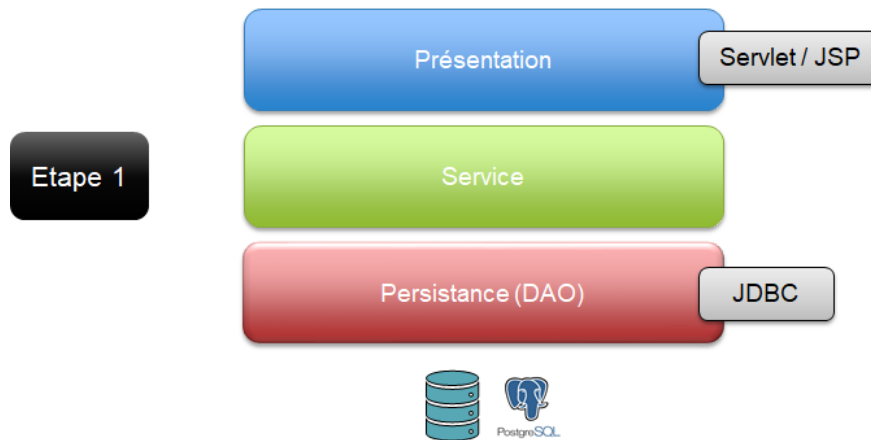 Présentation
Servlet / JSP
Etape 1
Service
Persistance (DAO)
JDBC
PostgreSQL